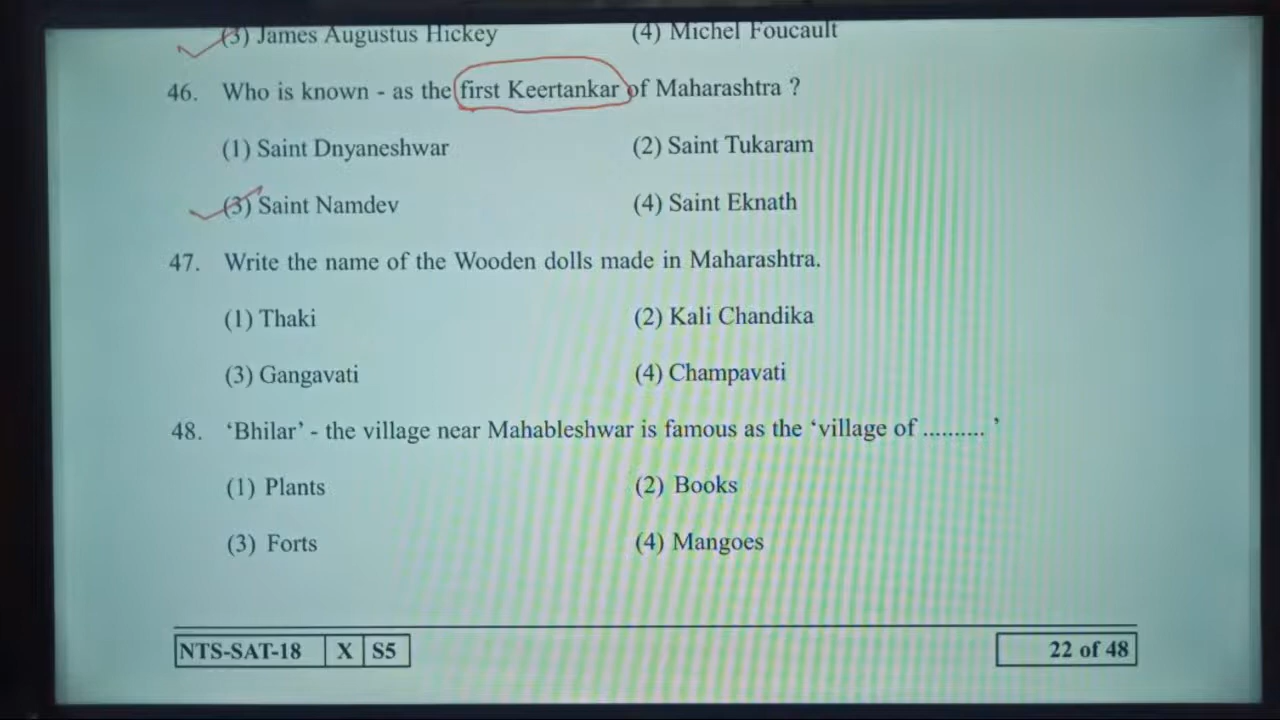 (3) James Augustus Hickey (4) Michel Foucault
46. Who is known - as the first Keertankar of Maharashtra ?
(1) Saint Dnyaneshwar (2) Saint Tukaram
(3) Saint Namdev (4) Saint Eknath
47. Write the name of the Wooden dolls made in Maharashtra.
(1) Thaki (2) Kali Chandika
(3) Gangavati (4) Champavati
48. ‘Bhilar’ - the village near Mahableshwar is famous as the ‘village of .......... ’
(1) Plants (2) Books
(3) Forts (4) Mangoes
NTS-SAT-18 X S5 22 of 48